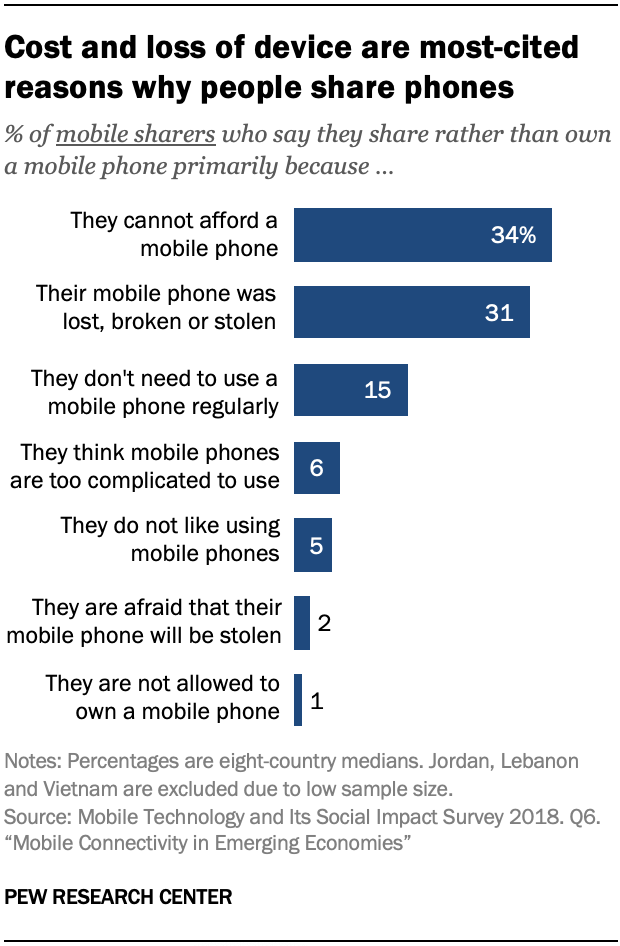 Cost and loss of device are most-cited
reasons why people share phones
% of mobile sharers who say they share rather than own
a mobile phone primarily because ...
They cannot afford a
mobile phone
34%
Their mobile phone was
lost, broken or stolen
31
They don't need to use a
mobile phone regularly
15
They think mobile phones
are too complicated to use
6
They do not like using
mobile phones
5
They are afraid that their
mobile phone will be stolen
2
They are not allowed to
own a mobile phone
1
Notes: Percentages are eight-country medians. Jordan, Lebanon
and Vietnam are excluded due to low sample size.
Source: Mobile Technology and Its Social Impact Survey 2018. Q6.
“Mobile Connectivity in Emerging Economies”
PEW RESEARCH CENTER